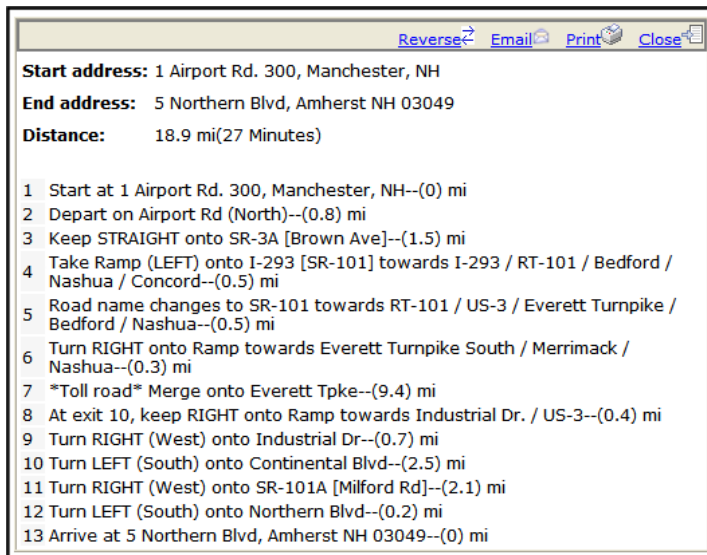 Reverse Email Print Close
Start address: 1 Airport Rd. 300, Manchester, NH
End address: 5 Northern Blvd, Amherst NH 03049
Distance: 18.9 mi(27 Minutes)
1 Start at 1 Airport Rd. 300, Manchester, NH--(0) mi
2 Depart on Airport Rd (North)--(0.8) mi
3 Keep STRAIGHT onto SR-3A [Brown Ave]--(1.5) mi
4 Take Ramp (LEFT) onto I-293 [SR-101] towards I-293 / RT-101 / Bedford /
Nashua / Concord--(0.5) mi
5 Road name changes to SR-101 towards RT-101 / US-3 / Everett Turnpike /
Bedford / Nashua--(0.5) mi
6 Turn RIGHT onto Ramp towards Everett Turnpike South / Merrimack /
Nashua--(0.3) mi
7 *Toll road* Merge onto Everett Tpke--(9.4) mi
8 At exit 10, keep RIGHT onto Ramp towards Industrial Dr. / US-3--(0.4) mi
9 Turn RIGHT (West) onto Industrial Dr--(0.7) mi
10 Turn LEFT (South) onto Continental Blvd--(2.5) mi
11 Turn RIGHT (West) onto SR-101A [Milford Rd]--(2.1) mi
12 Turn LEFT (South) onto Northern Blvd--(0.2) mi
13 Arrive at 5 Northern Blvd, Amherst NH 03049--(0) mi